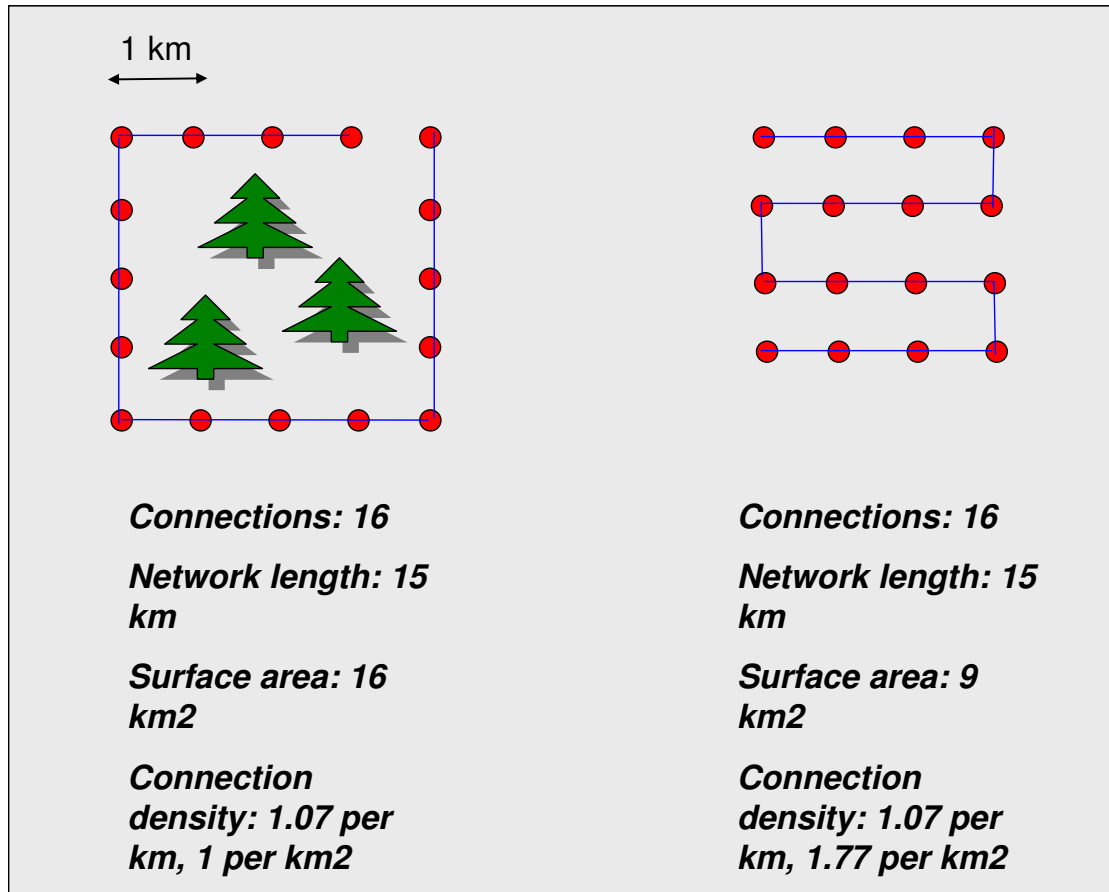 1 km
Connections: 16
Network length: 15
km
Surface area: 16
km2
Connection
density: 1.07 per
km, 1 per km2
Connections: 16
Network length: 15
km
Surface area: 9
km2
Connection
density: 1.07 per
km, 1.77 per km2